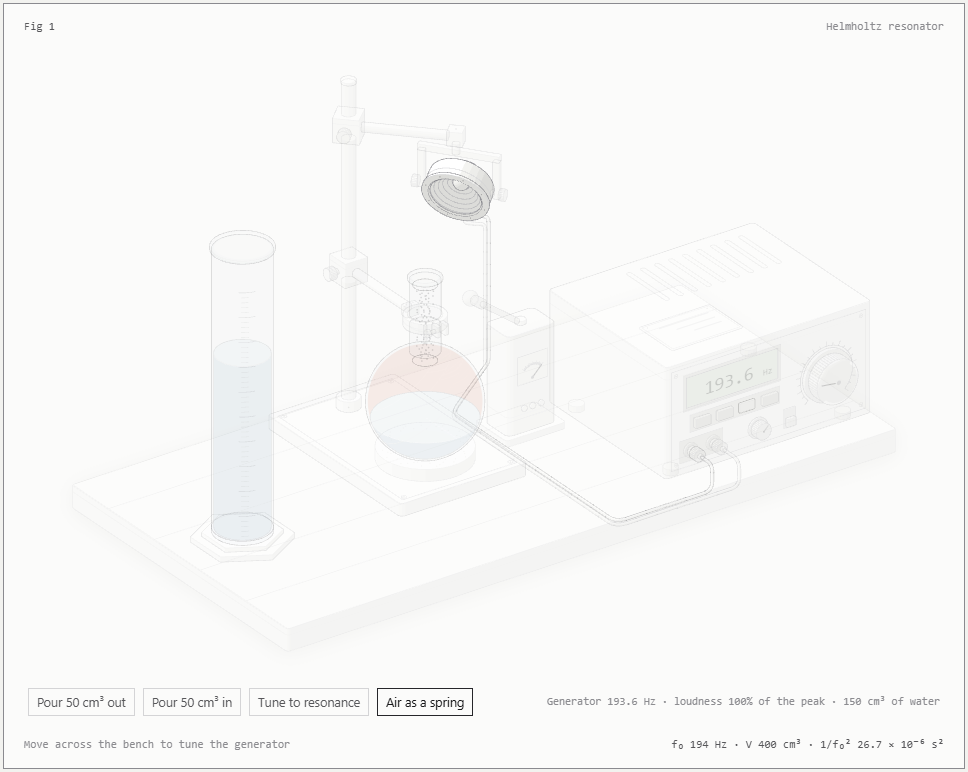 Fig 1
Helmholtz resonator
193.6 Hz
Pour 50 cm³ out
Pour 50 cm³ in
Tune to resonance
Air as a spring
Generator 193.6 Hz · loudness 100% of the peak · 150 cm³ of water
Move across the bench to tune the generator
f₀ 194 Hz · V 400 cm³ · 1/f₀² 26.7 × 10⁻⁶ s²